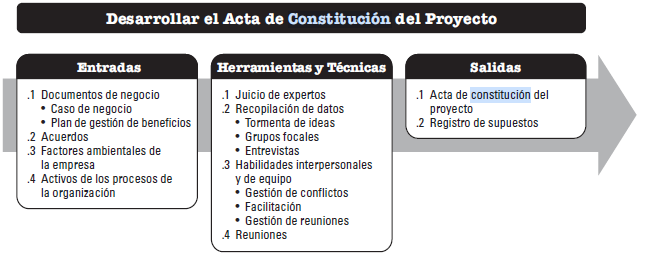 Desarrollar el Acta de Constitución del Proyecto
Entradas
.1 Documentos de negocio
• Caso de negocio
• Plan de gestión de beneficios
.2 Acuerdos
.3 Factores ambientales de
la empresa
.4 Activos de los procesos de
la organización
Herramientas y Técnicas
.1 Juicio de expertos
.2 Recopilación de datos
• Tormenta de ideas
• Grupos focales
• Entrevistas
.3 Habilidades interpersonales
y de equipo
• Gestión de conflictos
• Facilitación
• Gestión de reuniones
.4 Reuniones
Salidas
.1 Acta de constitución del
proyecto
.2 Registro de supuestos